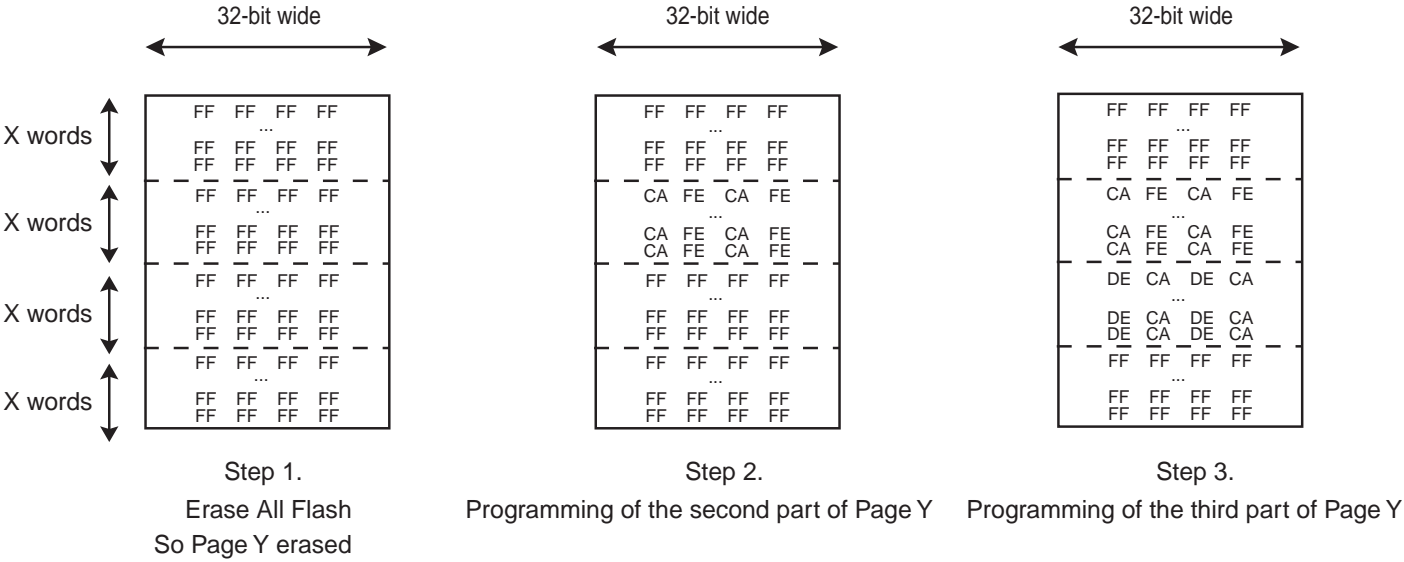 32-bit wide 32-bit wide 32-bit wide
X words FF FF FF FF FF FF FF FF FF FF FF FF
... ... ...
FF FF FF FF FF FF FF FF FF FF FF FF
FF FF FF FF FF FF FF FF FF FF FF FF
X words FF FF FF FF CA FE CA FE CA FE CA FE
... ... ...
FF FF FF FF CA FE CA FE CA FE CA FE
FF FF FF FF CA FE CA FE CA FE CA FE
X words FF FF FF FF FF FF FF FF DE CA DE CA
... ... ...
FF FF FF FF FF FF FF FF DE CA DE CA
FF FF FF FF FF FF FF FF DE CA DE CA
X words FF FF FF FF FF FF FF FF FF FF FF FF
... ... ...
FF FF FF FF FF FF FF FF FF FF FF FF
FF FF FF FF FF FF FF FF FF FF FF FF
Step 1. Step 2. Step 3.
Erase All Flash Programming of the second part of Page Y Programming of the third part of Page Y
So Page Y erased